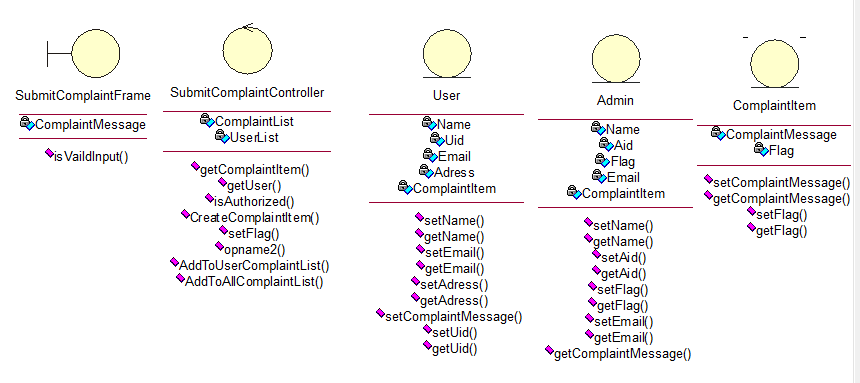 SubmitComplaintFrame
ComplaintMessage
isVaildInput()
SubmitComplaintController
ComplaintList
UserList
getComplaintItem()
getUser()
isAuthorized()
CreateComplaintItem()
setFlag()
opname2()
AddToUserComplaintList()
AddToAllComplaintList()
User
Name
Uid
Email
Adress
ComplaintItem
setName()
getName()
setEmail()
getEmail()
setAdress()
getAdress()
setComplaintMessage()
setUid()
getUid()
Admin
Name
Aid
Flag
Email
ComplaintItem
setName()
getName()
setAid()
getAid()
setFlag()
getFlag()
setEmail()
getEmail()
getComplaintMessage()
ComplaintItem
ComplaintMessage
Flag
setComplaintMessage()
getComplaintMessage()
setFlag()
getFlag()